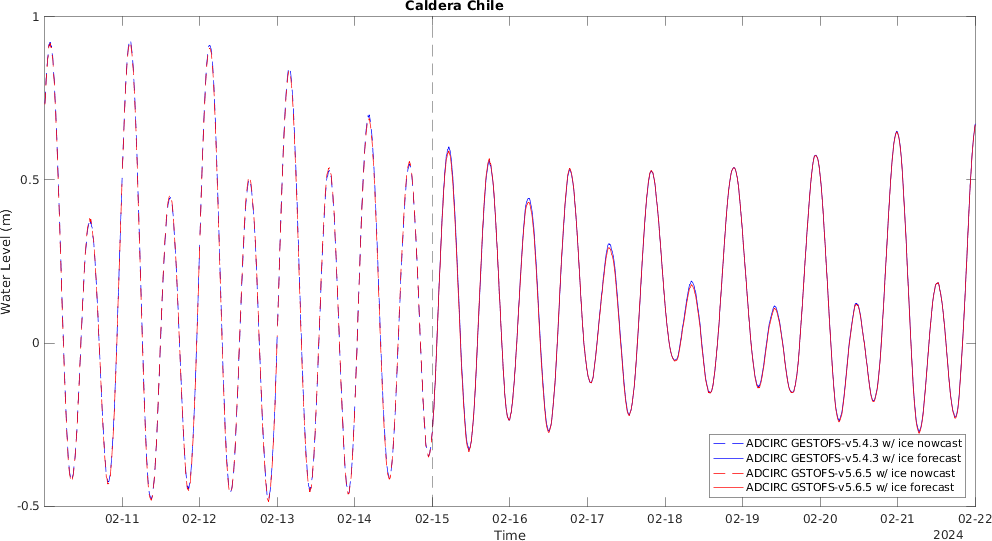 Caldera Chile
1
0.5
0
-0.5
Water Level (m)
02-11 02-12 02-13 02-14 02-15 02-16 02-17 02-18 02-19 02-20 02-21 02-22
Time
2024
ADCIRC GESTOFS-v5.4.3 w/ ice nowcast
ADCIRC GESTOFS-v5.4.3 w/ ice forecast
ADCIRC GSTOFS-v5.6.5 w/ ice nowcast
ADCIRC GSTOFS-v5.6.5 w/ ice forecast